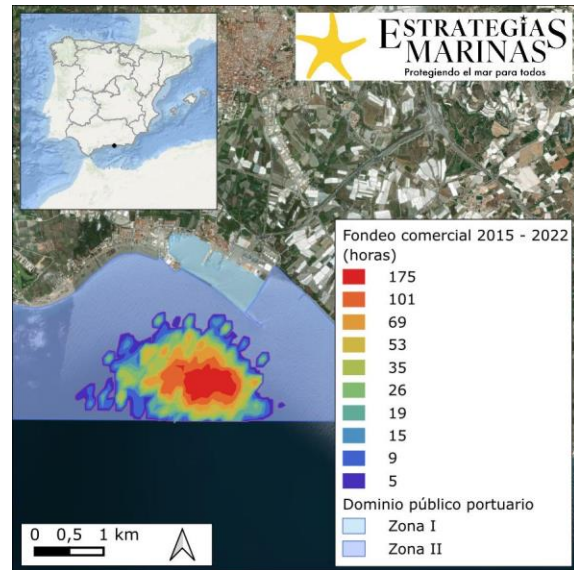 ESTRATEGIAS
MARINAS
Protegiendo el mar para todos
Fondeo comercial 2015 - 2022
(horas)
175
101
69
53
35
26
19
15
9
5
Dominio público portuario
Zona I
Zona II
0 0,5 1 km